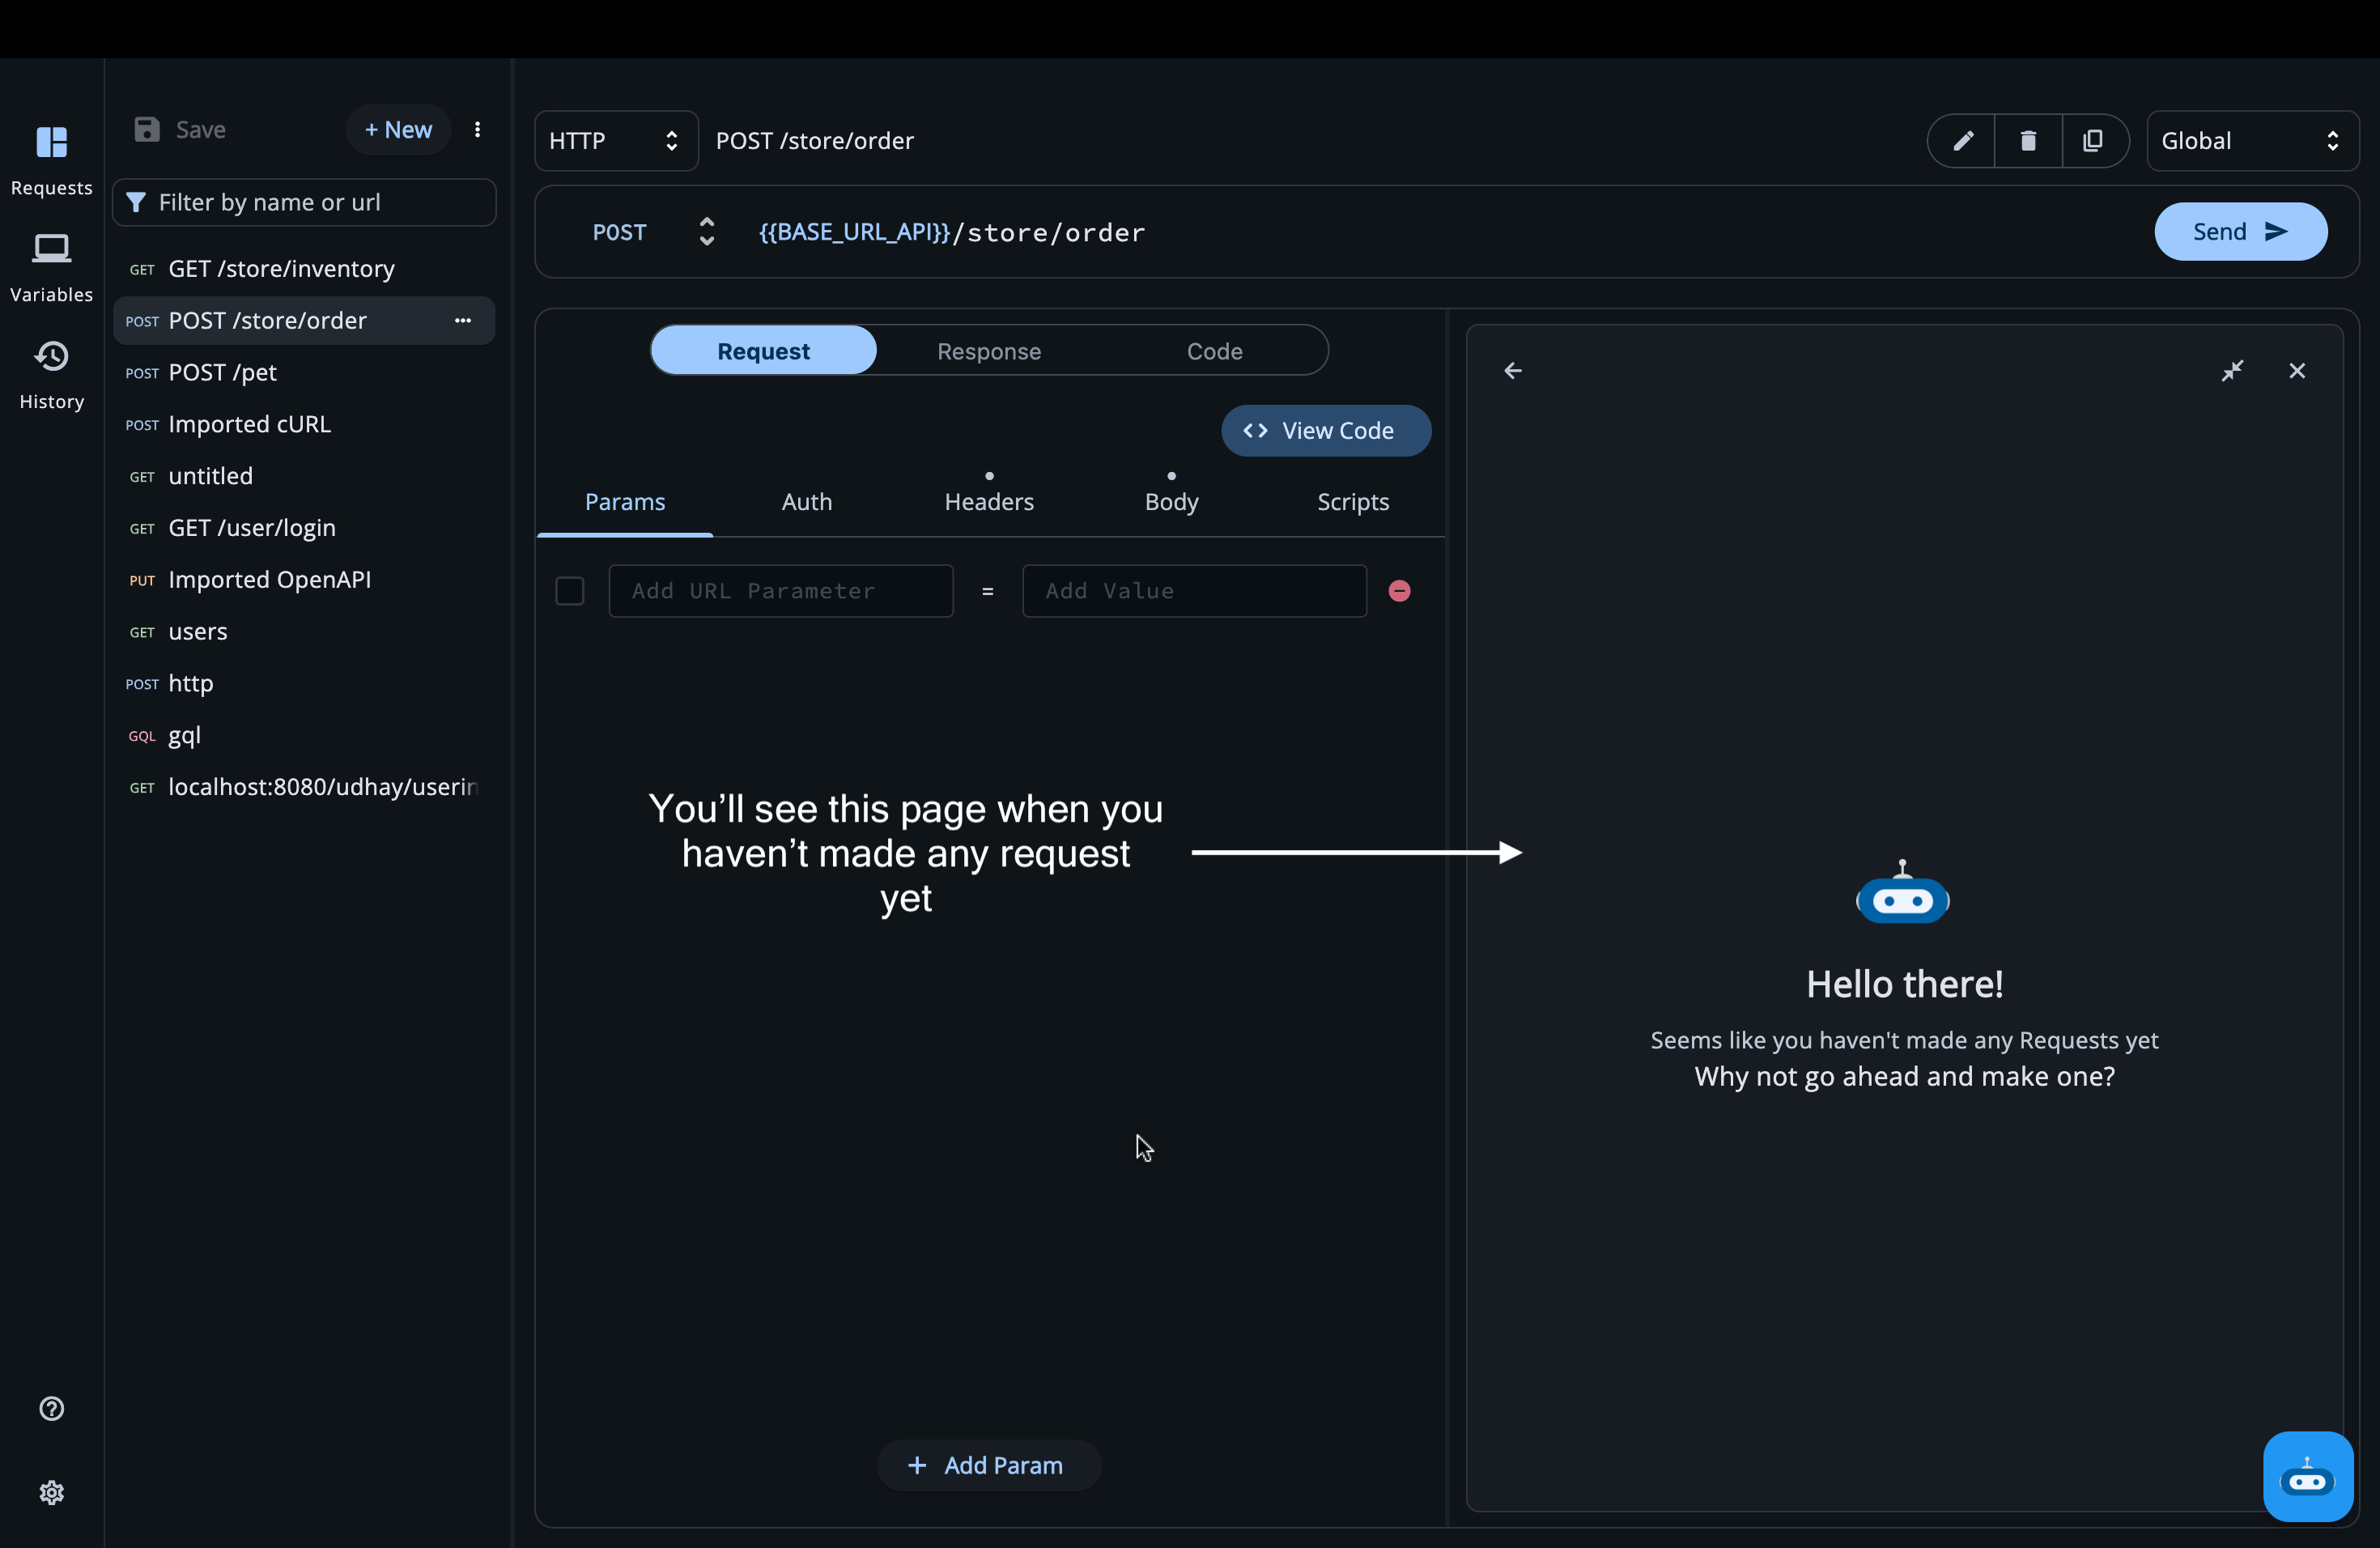 Requests
Variables
History
Save
+ New
Filter by name or url
GET GET /store/inventory
POST POST /store/order
POST POST /pet
POST Imported cURL
GET untitled
GET GET /user/login
PUT Imported OpenAPI
GET users
POST http
GQL gql
GET localhost:8080/udhay/userin
HTTP
POST /store/order
Global
POST
{{BASE_URL_API}}/store/order
Send
Request
Response
Code
View Code
Params
Auth
Headers
Body
Scripts
Add URL Parameter
=
Add Value
You’ll see this page when you
haven’t made any request
yet
+ Add Param
Hello there!
Seems like you haven't made any Requests yet
Why not go ahead and make one?